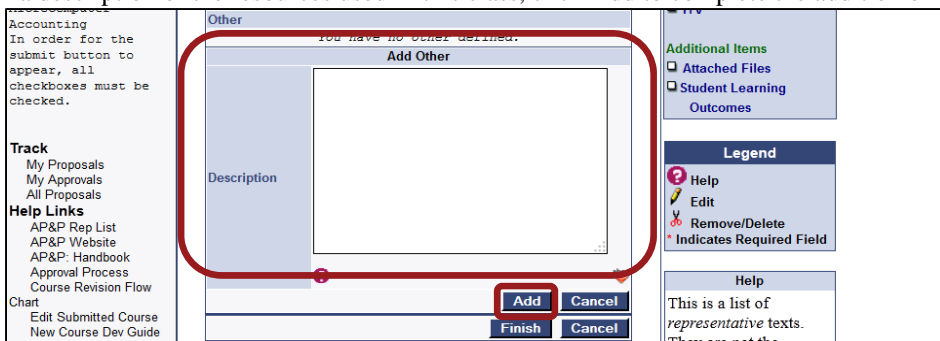 Accounting
In order for the
submit button to
appear, all
checkboxes must be
checked.
Track
My Proposals
My Approvals
All Proposals
Help Links
AP&P Rep List
AP&P Website
AP&P: Handbook
Approval Process
Course Revision Flow
Chart
Edit Submitted Course
New Course Dev Guide
Other
You have no other defined.
Add Other
Description
Add Cancel
Finish Cancel
Additional Items
Attached Files
Student Learning
Outcomes
Legend
Help
Edit
Remove/Delete
* Indicates Required Field
Help
This is a list of
representative texts.
They are not the